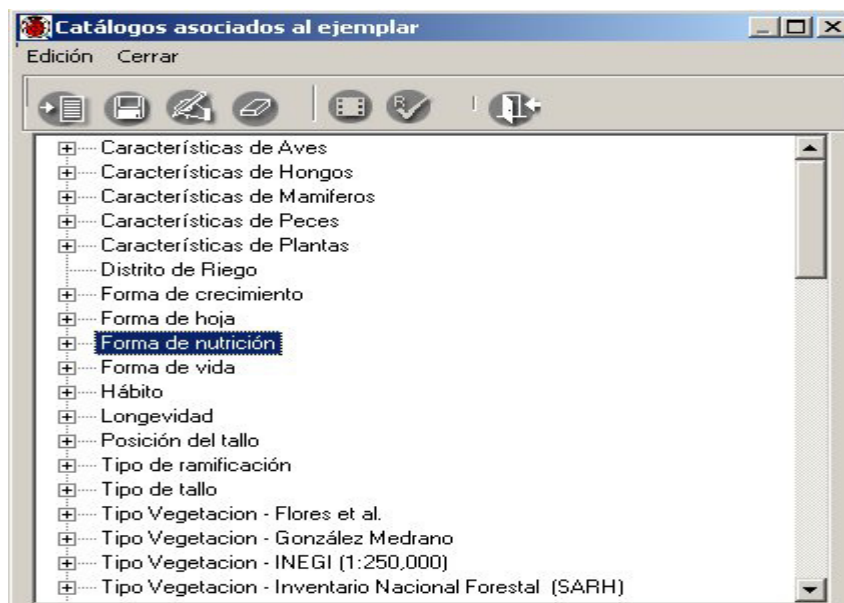 Catálogos asociados al ejemplar
Edición Cerrar
R
Características de Aves
Características de Hongos
Características de Mamiferos
Características de Peces
Características de Plantas
Distrito de Riego
Forma de crecimiento
Forma de hoja
Forma de nutrición
Forma de vida
Hábito
Longevidad
Posición del tallo
Tipo de ramificación
Tipo de tallo
Tipo Vegetacion - Flores et al.
Tipo Vegetacion - González Medrano
Tipo Vegetacion - INEGI (1:250,000)
Tipo Vegetacion - Inventario Nacional Forestal (SARH)